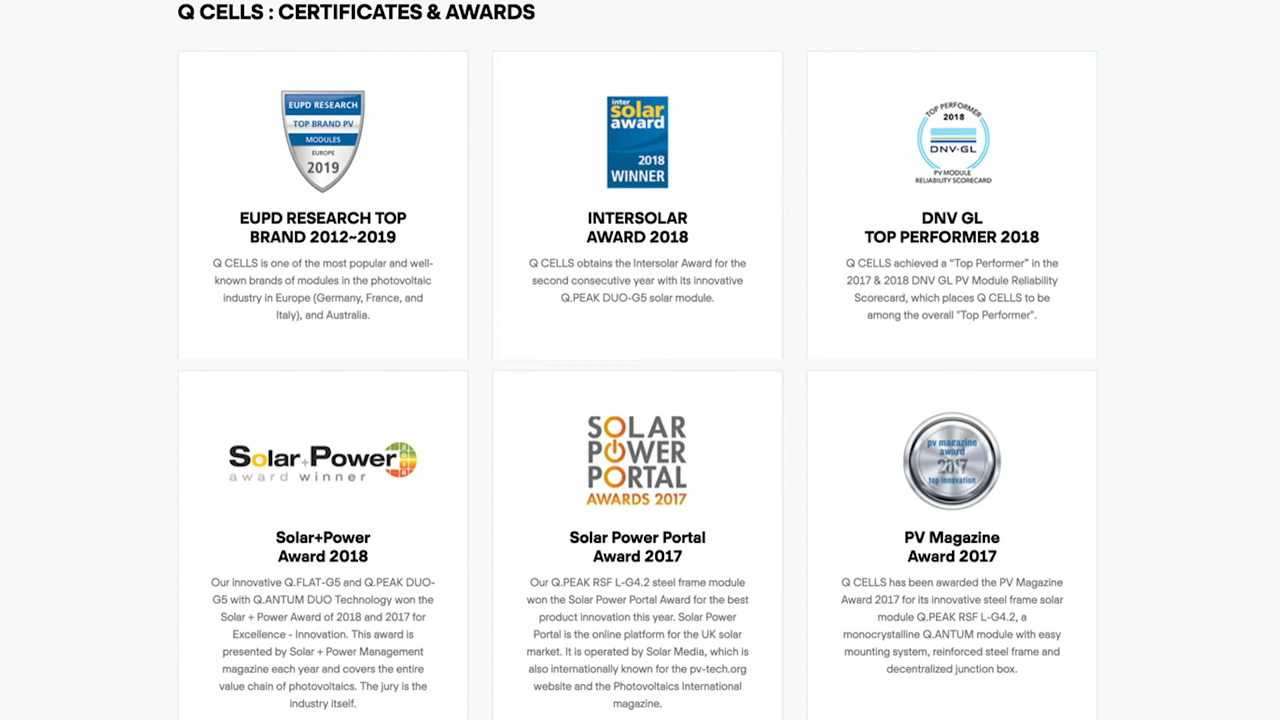 Q CELLS : CERTIFICATES & AWARDS
EUPD RESEARCH
TOP BRAND PV
MODULES
EUROPE
2019
EUPD RESEARCH TOP
BRAND 2012~2019
Q CELLS is one of the most popular and well-
known brands of modules in the photovoltaic
industry in Europe (Germany, France, and
Italy), and Australia.
inter
solar
award
2018
WINNER
INTERSOLAR
AWARD 2018
Q CELLS obtains the Intersolar Award for the
second consecutive year with its innovative
Q.PEAK DUO-G5 solar module.
TOP PERFORMER
2018
DNV·GL
PV MODULE
RELIABILITY SCORECARD
DNV GL
TOP PERFORMER 2018
Q CELLS achieved a “Top Performer” in the
2017 & 2018 DNV GL PV Module Reliability
Scorecard, which places Q CELLS to be
among the overall "Top Performer".
Solar+Power
award winner
Solar+Power
Award 2018
Our innovative Q.FLAT-G5 and Q.PEAK DUO-
G5 with Q.ANTUM DUO Technology won the
Solar + Power Award of 2018 and 2017 for
Excellence - Innovation. This award is
presented by Solar + Power Management
magazine each year and covers the entire
value chain of photovoltaics. The jury is the
industry itself.
SOLAR
POWER
PORTAL
AWARDS 2017
Solar Power Portal
Award 2017
Our Q.PEAK RSF L-G4.2 steel frame module
won the Solar Power Portal Award for the best
product innovation this year. Solar Power
Portal is the online platform for the UK solar
market. It is operated by Solar Media, which is
also internationally known for the pv-tech.org
website and the Photovoltaics International
magazine.
pv magazine
award
2017
top innovation
PV Magazine
Award 2017
Q CELLS has been awarded the PV Magazine
Award 2017 for its innovative steel frame solar
module Q.PEAK RSF L-G4.2, a
monocrystalline Q.ANTUM module with easy
mounting system, reinforced steel frame and
decentralized junction box.